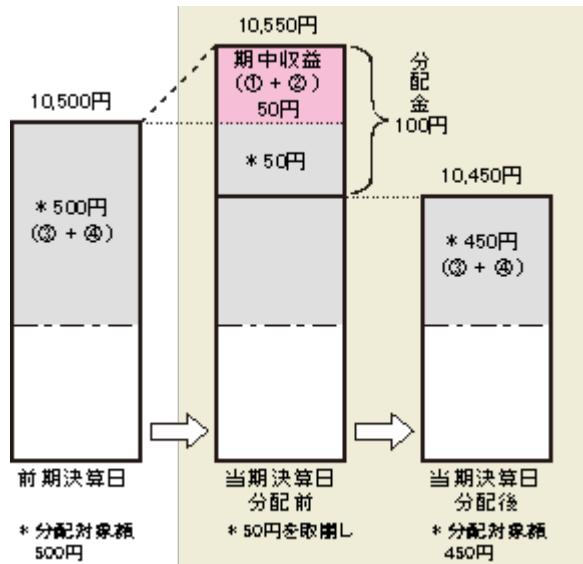 10,550円
期中収益
(① + ②)
50円
分配金
100円
10,500円
*50円
10,450円
*500円
(③ + ④)
*450円
(③ + ④)
前期決算日
当期決算日
分配前
当期決算日
分配後
*分配対象額
500円
*50円を取崩し
*分配対象額
450円